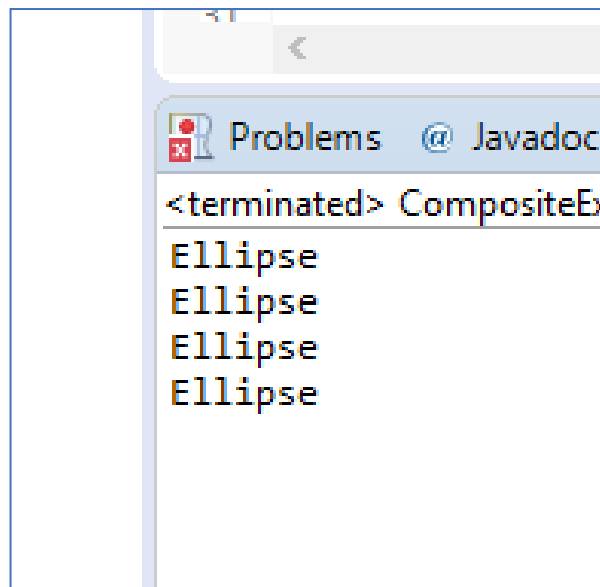 Problems @ Javadoc
<terminated> CompositeEx
Ellipse
Ellipse
Ellipse
Ellipse